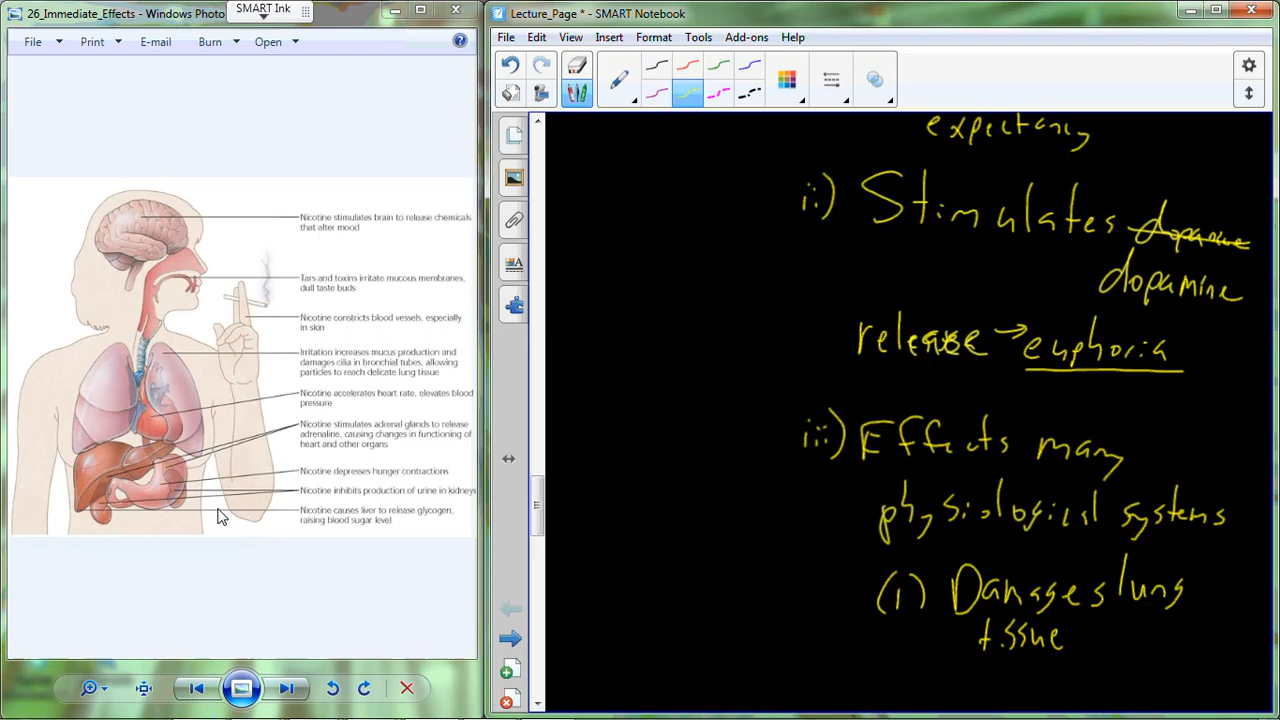 26_Immediate_Effects - Windows Photo
SMART Ink
File Print E-mail Burn Open
Nicotine stimulates brain to release chemicals
that alter mood
Tars and toxins irritate mucous membranes,
dull taste buds
Nicotine constricts blood vessels, especially
in skin
Irritation increases mucus production and
damages cilia in bronchial tubes, allowing
particles to reach delicate lung tissue
Nicotine accelerates heart rate, elevates blood
pressure
Nicotine stimulates adrenal glands to release
adrenaline, causing changes in functioning of
heart and other organs
Nicotine depresses hunger contractions
Nicotine inhibits production of urine in kidneys
Nicotine causes liver to release glycogen,
raising blood sugar level
Lecture_Page * - SMART Notebook
File Edit View Insert Format Tools Add-ons Help
expectancy
ii) Stimulates dopamine
dopamine
release → euphoria
iii) Effects many
physiological systems
(1) Damages lung
tissue